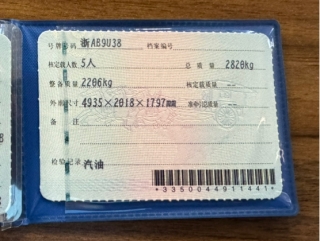 号牌号码 浙AB9U38 档案编号
核定载人数 5人 总质量 2820kg
整备质量 2206kg 核定载质量 --
外廓尺寸 4935×2018×1797mm 准牵引总质量 --
备注
检验记录 汽油
*3350044911441*